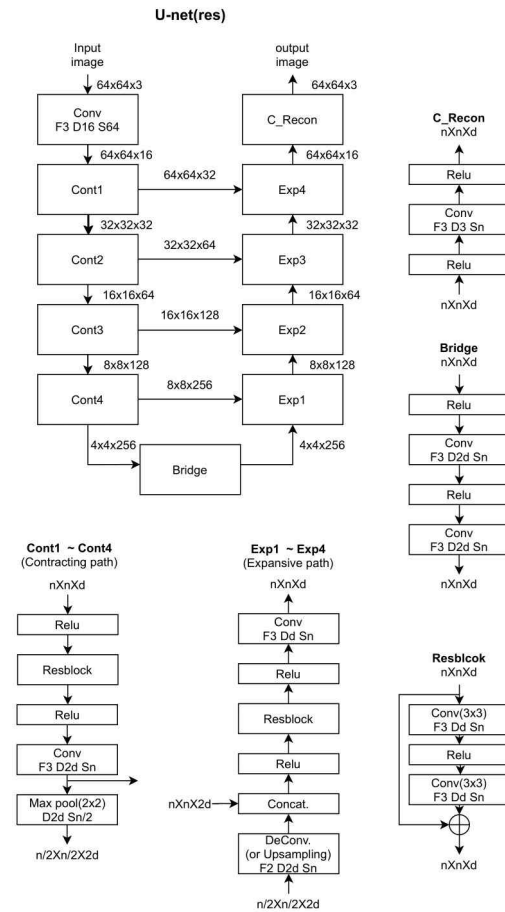 U-net(res)
Input
image
64x64x3
Conv
F3 D16 S64
64x64x16
Cont1
64x64x32
32x32x32
Cont2
32x32x64
16x16x64
Cont3
16x16x128
8x8x128
Cont4
8x8x256
4x4x256
Bridge
4x4x256
Exp1
8x8x128
Exp2
16x16x64
Exp3
32x32x32
Exp4
64x64x16
C_Recon
64x64x3
output
image
C_Recon
nXnXd
Relu
Conv
F3 D3 Sn
Relu
nXnXd
Bridge
nXnXd
Relu
Conv
F3 D2d Sn
Relu
Conv
F3 D2d Sn
nXnXd
Cont1 ~ Cont4
(Contracting path)
nXnXd
Relu
Resblock
Relu
Conv
F3 D2d Sn
Max pool(2x2)
D2d Sn/2
n/2Xn/2X2d
Exp1 ~ Exp4
(Expansive path)
nXnXd
Conv
F3 Dd Sn
Relu
Resblock
Relu
nXnX2d
Concat.
DeConv.
(or Upsampling)
F2 D2d Sn
n/2Xn/2X2d
Resblcok
nXnXd
Conv(3x3)
F3 Dd Sn
Relu
Conv(3x3)
F3 Dd Sn
nXnXd